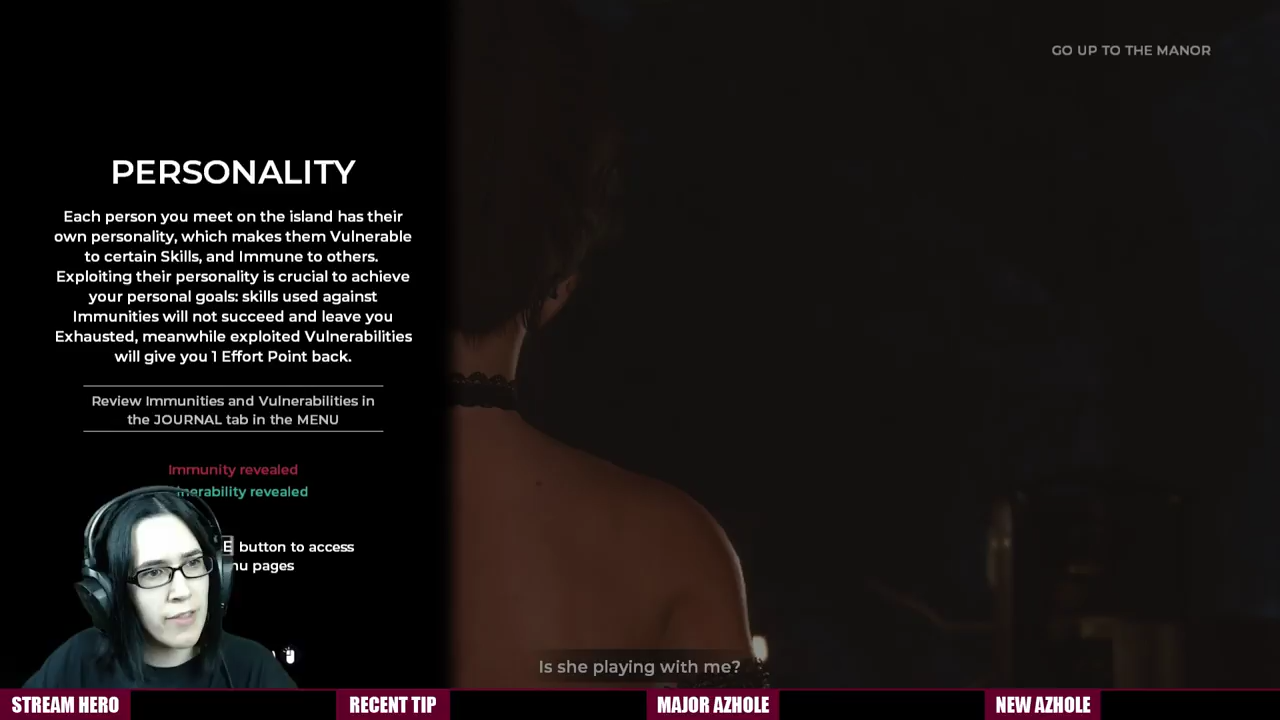 GO UP TO THE MANOR
PERSONALITY
Each person you meet on the island has their
own personality, which makes them Vulnerable
to certain Skills, and Immune to others.
Exploiting their personality is crucial to achieve
your personal goals: skills used against
Immunities will not succeed and leave you
Exhausted, meanwhile exploited Vulnerabilities
will give you 1 Effort Point back.
Review Immunities and Vulnerabilities in
the JOURNAL tab in the MENU
Immunity revealed
nerability revealed
E button to access
nu pages
Is she playing with me?
STREAM HERO
RECENT TIP
MAJOR AZHOLE
NEW AZHOLE